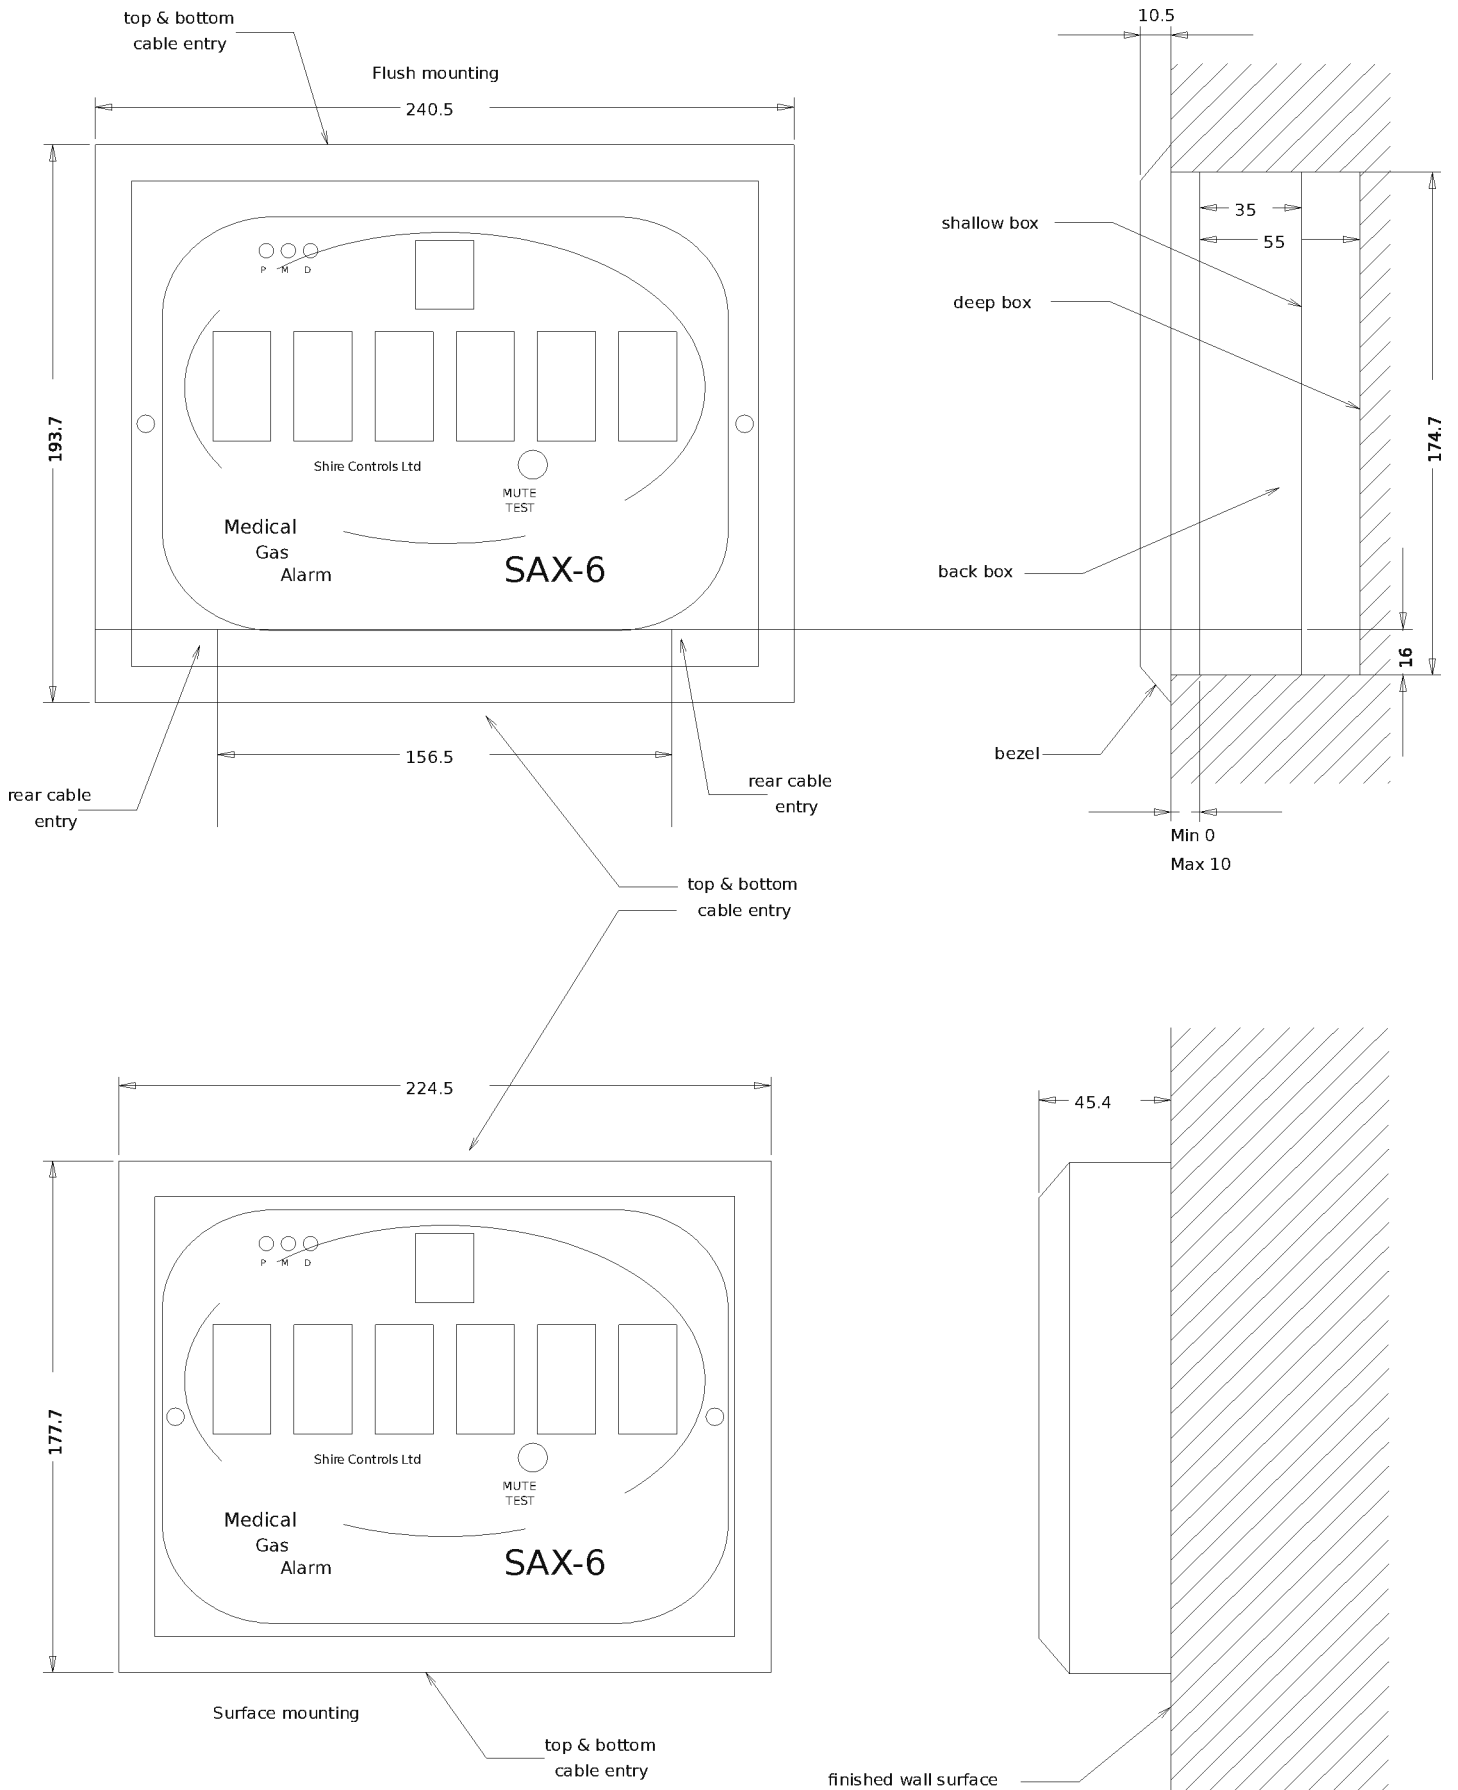 top & bottom
cable entry
10.5
Flush mounting
240.5
P M D
35
shallow box
55
deep box
193.7
174.7
Shire Controls Ltd
MUTE
TEST
Medical
Gas
Alarm
SAX-6
back box
16
156.5
bezel
rear cable
entry
rear cable
entry
Min 0
Max 10
top & bottom
cable entry
224.5
45.4
P M D
177.7
Shire Controls Ltd
MUTE
TEST
Medical
Gas
Alarm
SAX-6
Surface mounting
top & bottom
cable entry
finished wall surface